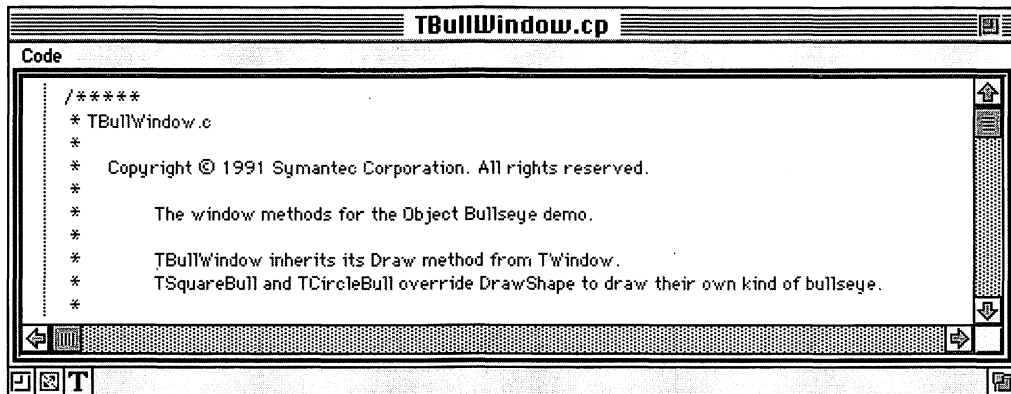 TBullWindow.cp
Code
/*****
* TBullWindow.c
*
* Copyright © 1991 Symantec Corporation. All rights reserved.
*
* The window methods for the Object Bullseye demo.
*
* TBullWindow inherits its Draw method from TWindow.
* TSquareBull and TCircleBull override DrawShape to draw their own kind of bullseye.
*
T